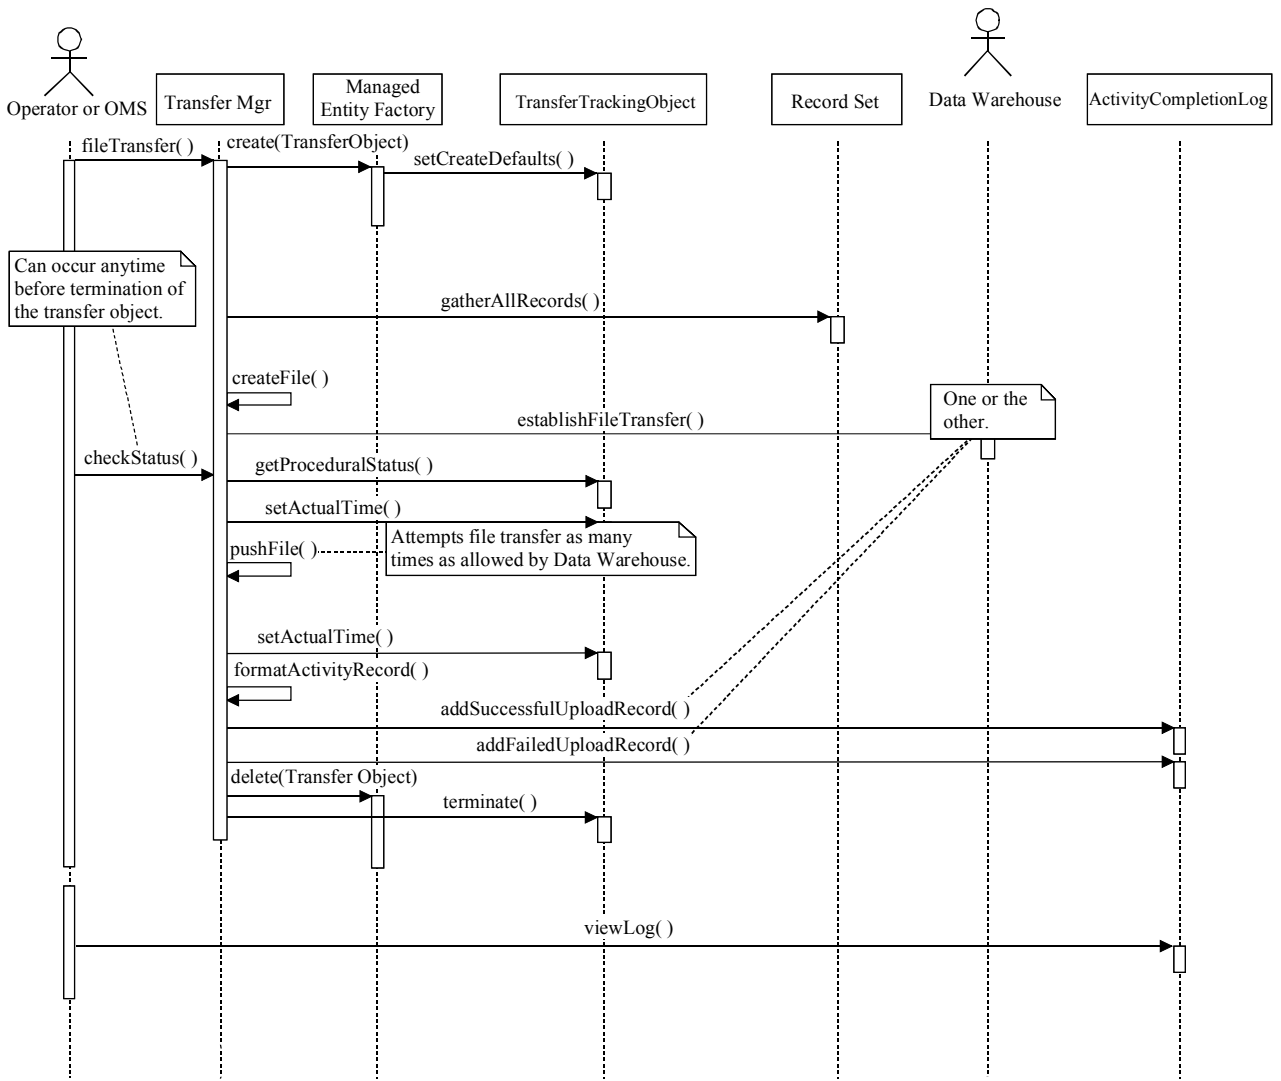 Operator or OMS
Transfer Mgr
Managed
Entity Factory
TransferTrackingObject
Record Set
Data Warehouse
ActivityCompletionLog
fileTransfer( )
create(TransferObject)
setCreateDefaults( )
Can occur anytime
before termination of
the transfer object.
gatherAllRecords( )
createFile( )
One or the
other.
establishFileTransfer( )
checkStatus( )
getProceduralStatus( )
setActualTime( )
pushFile( )
Attempts file transfer as many
times as allowed by Data Warehouse.
setActualTime( )
formatActivityRecord( )
addSuccessfulUploadRecord( )
addFailedUploadRecord( )
delete(Transfer Object)
terminate( )
viewLog( )